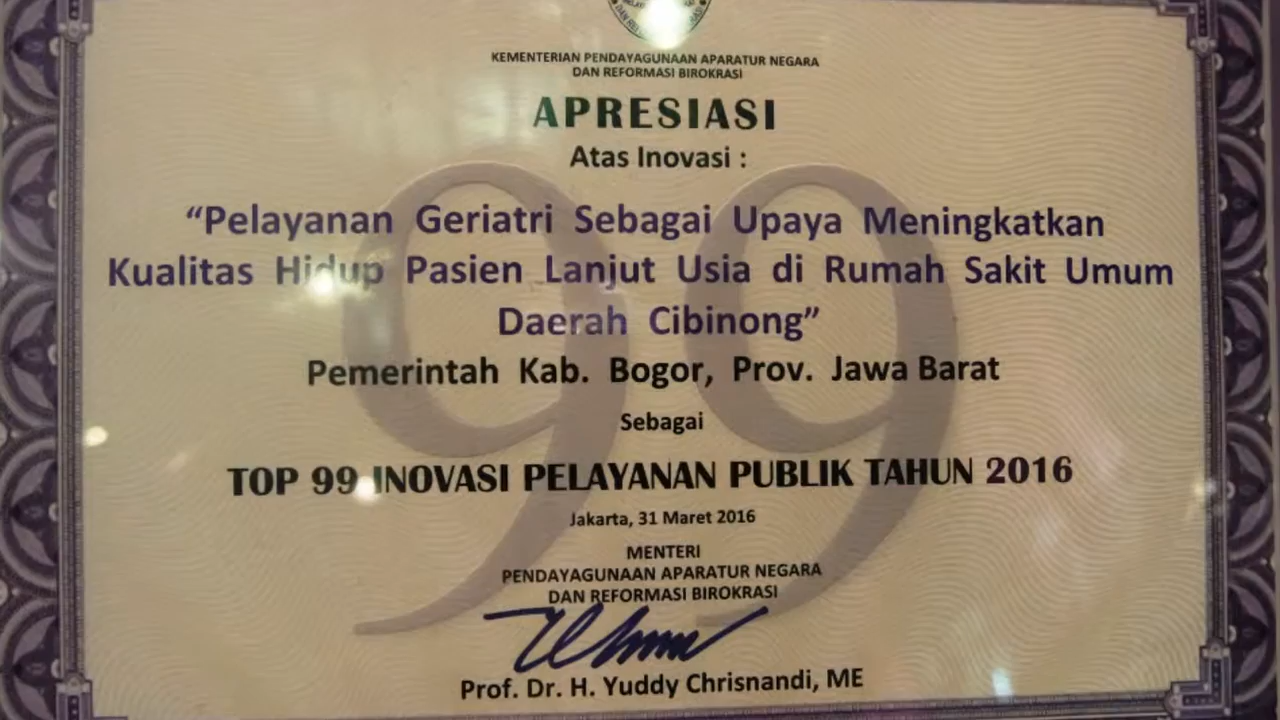 KEMENTERIAN PENDAYAGUNAAN APARATUR NEGARA
DAN REFORMASI BIROKRASI
APRESIASI
Atas Inovasi :
“Pelayanan Geriatri Sebagai Upaya Meningkatkan
Kualitas Hidup Pasien Lanjut Usia di Rumah Sakit Umum
Daerah Cibinong”
Pemerintah Kab. Bogor, Prov. Jawa Barat
Sebagai
TOP 99 INOVASI PELAYANAN PUBLIK TAHUN 2016
Jakarta, 31 Maret 2016
MENTERI
PENDAYAGUNAAN APARATUR NEGARA
DAN REFORMASI BIROKRASI
Prof. Dr. H. Yuddy Chrisnandi, ME
99